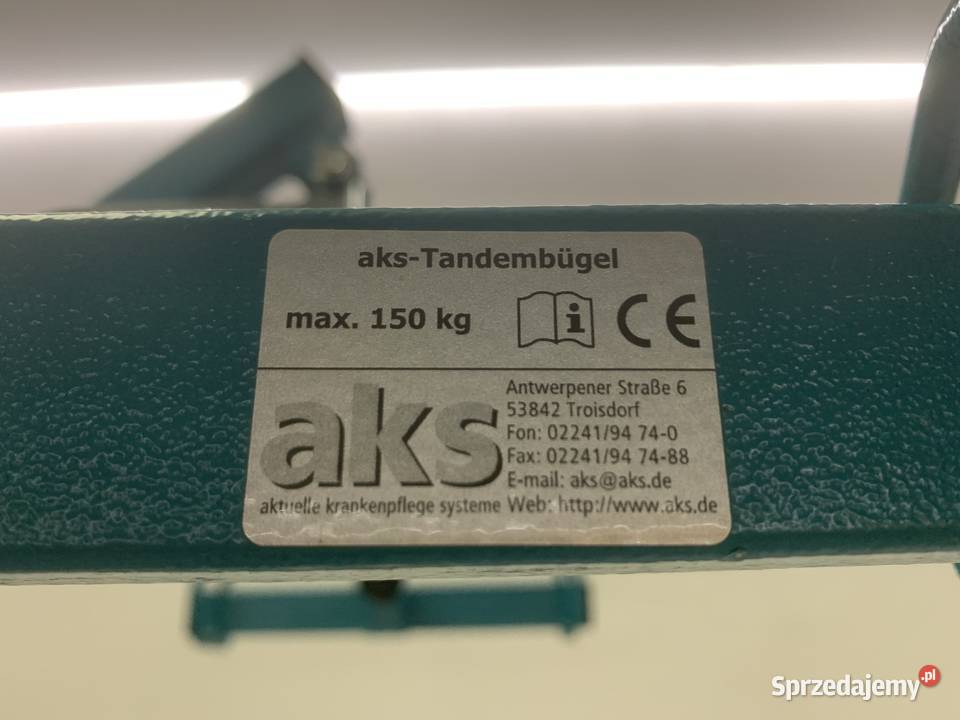 aks-Tandembügel
max. 150 kg
i CE
aks
aktuelle krankenpflege systeme
Antwerpener Straße 6
53842 Troisdorf
Fon: 02241/94 74-0
Fax: 02241/94 74-88
E-mail: aks@aks.de
Web: http://www.aks.de
Sprzedajemy.pl